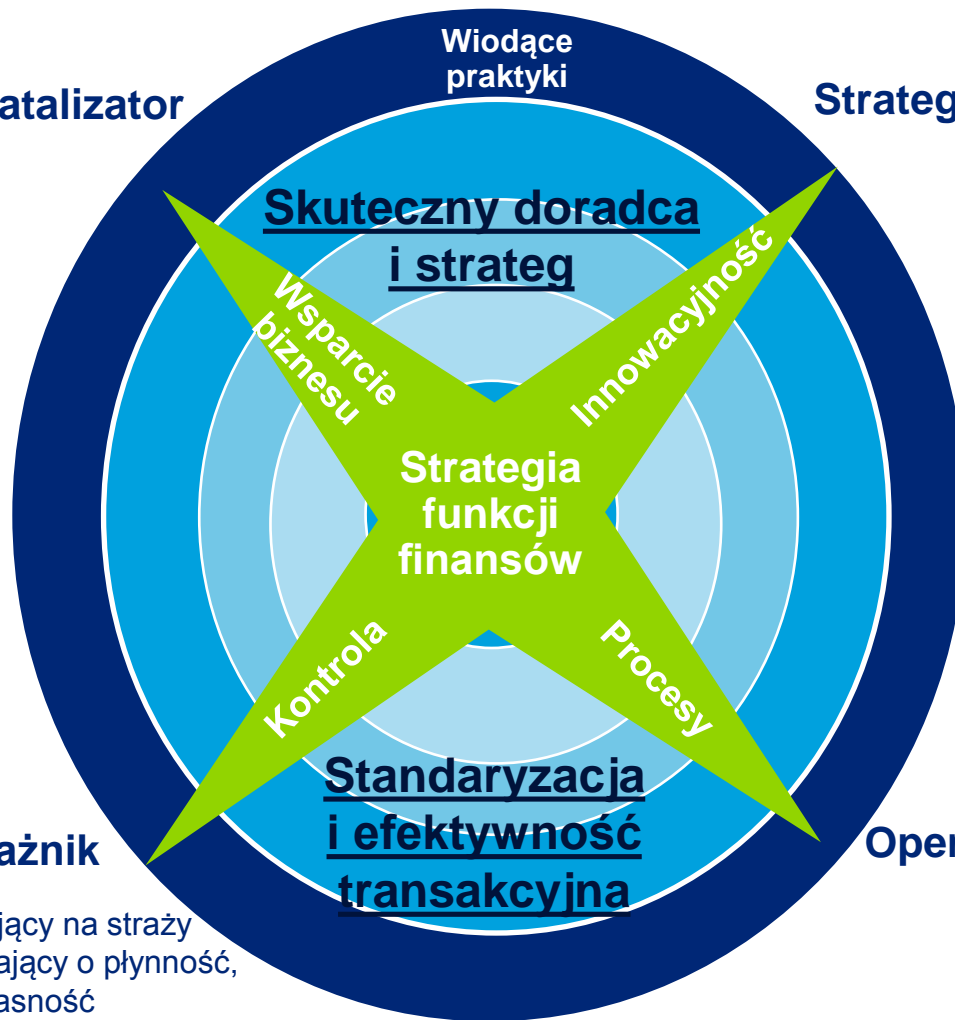 Wiodące
praktyki
atalizator
Strateg
Skuteczny doradca
i strateg
Wsparcie
biznesu
Innowacyjność
Strategia
funkcji
finansów
Kontrola
Procesy
Standaryzacja
i efektywność
transakcyjna
ażnik
Oper
jący na straży
ający o płynność,
asność